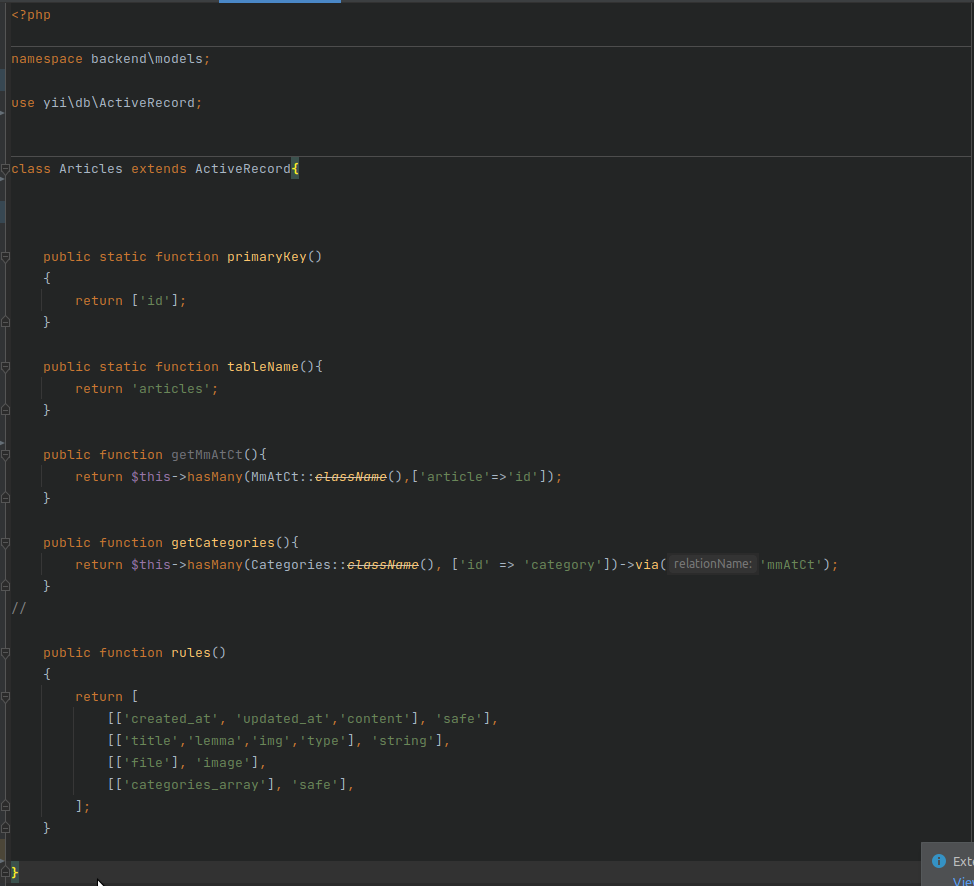 <?php
namespace backend\models;
use yii\db\ActiveRecord;
class Articles extends ActiveRecord{
public static function primaryKey()
{
return ['id'];
}
public static function tableName(){
return 'articles';
}
public function getMmAtCt(){
return $this->hasMany(MmAtCt::className(),['article'=>'id']);
}
public function getCategories(){
return $this->hasMany(Categories::className(), ['id' => 'category'])->via( relationName: 'mmAtCt');
}
//
public function rules()
{
return [
[['created_at', 'updated_at','content'], 'safe'],
[['title','lemma','img','type'], 'string'],
[['file'], 'image'],
[['categories_array'], 'safe'],
];
}
}
Exte